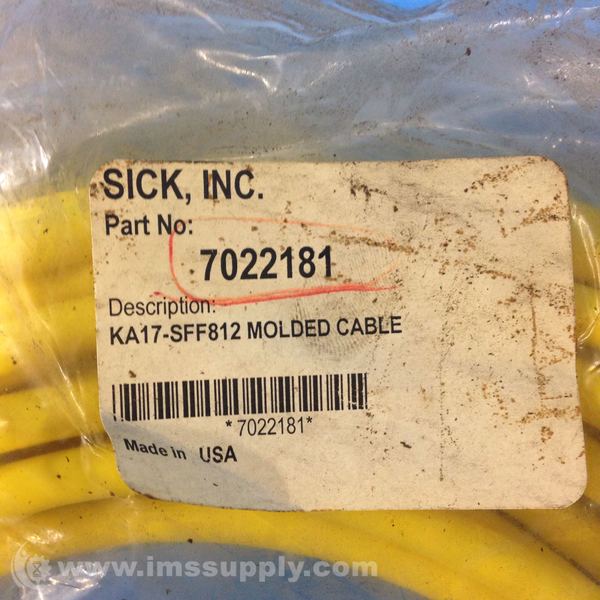 SICK, INC.
Part No:
7022181
Description:
KA17-SFF812 MOLDED CABLE
*7022181*
Made in USA
www.imssupply.com